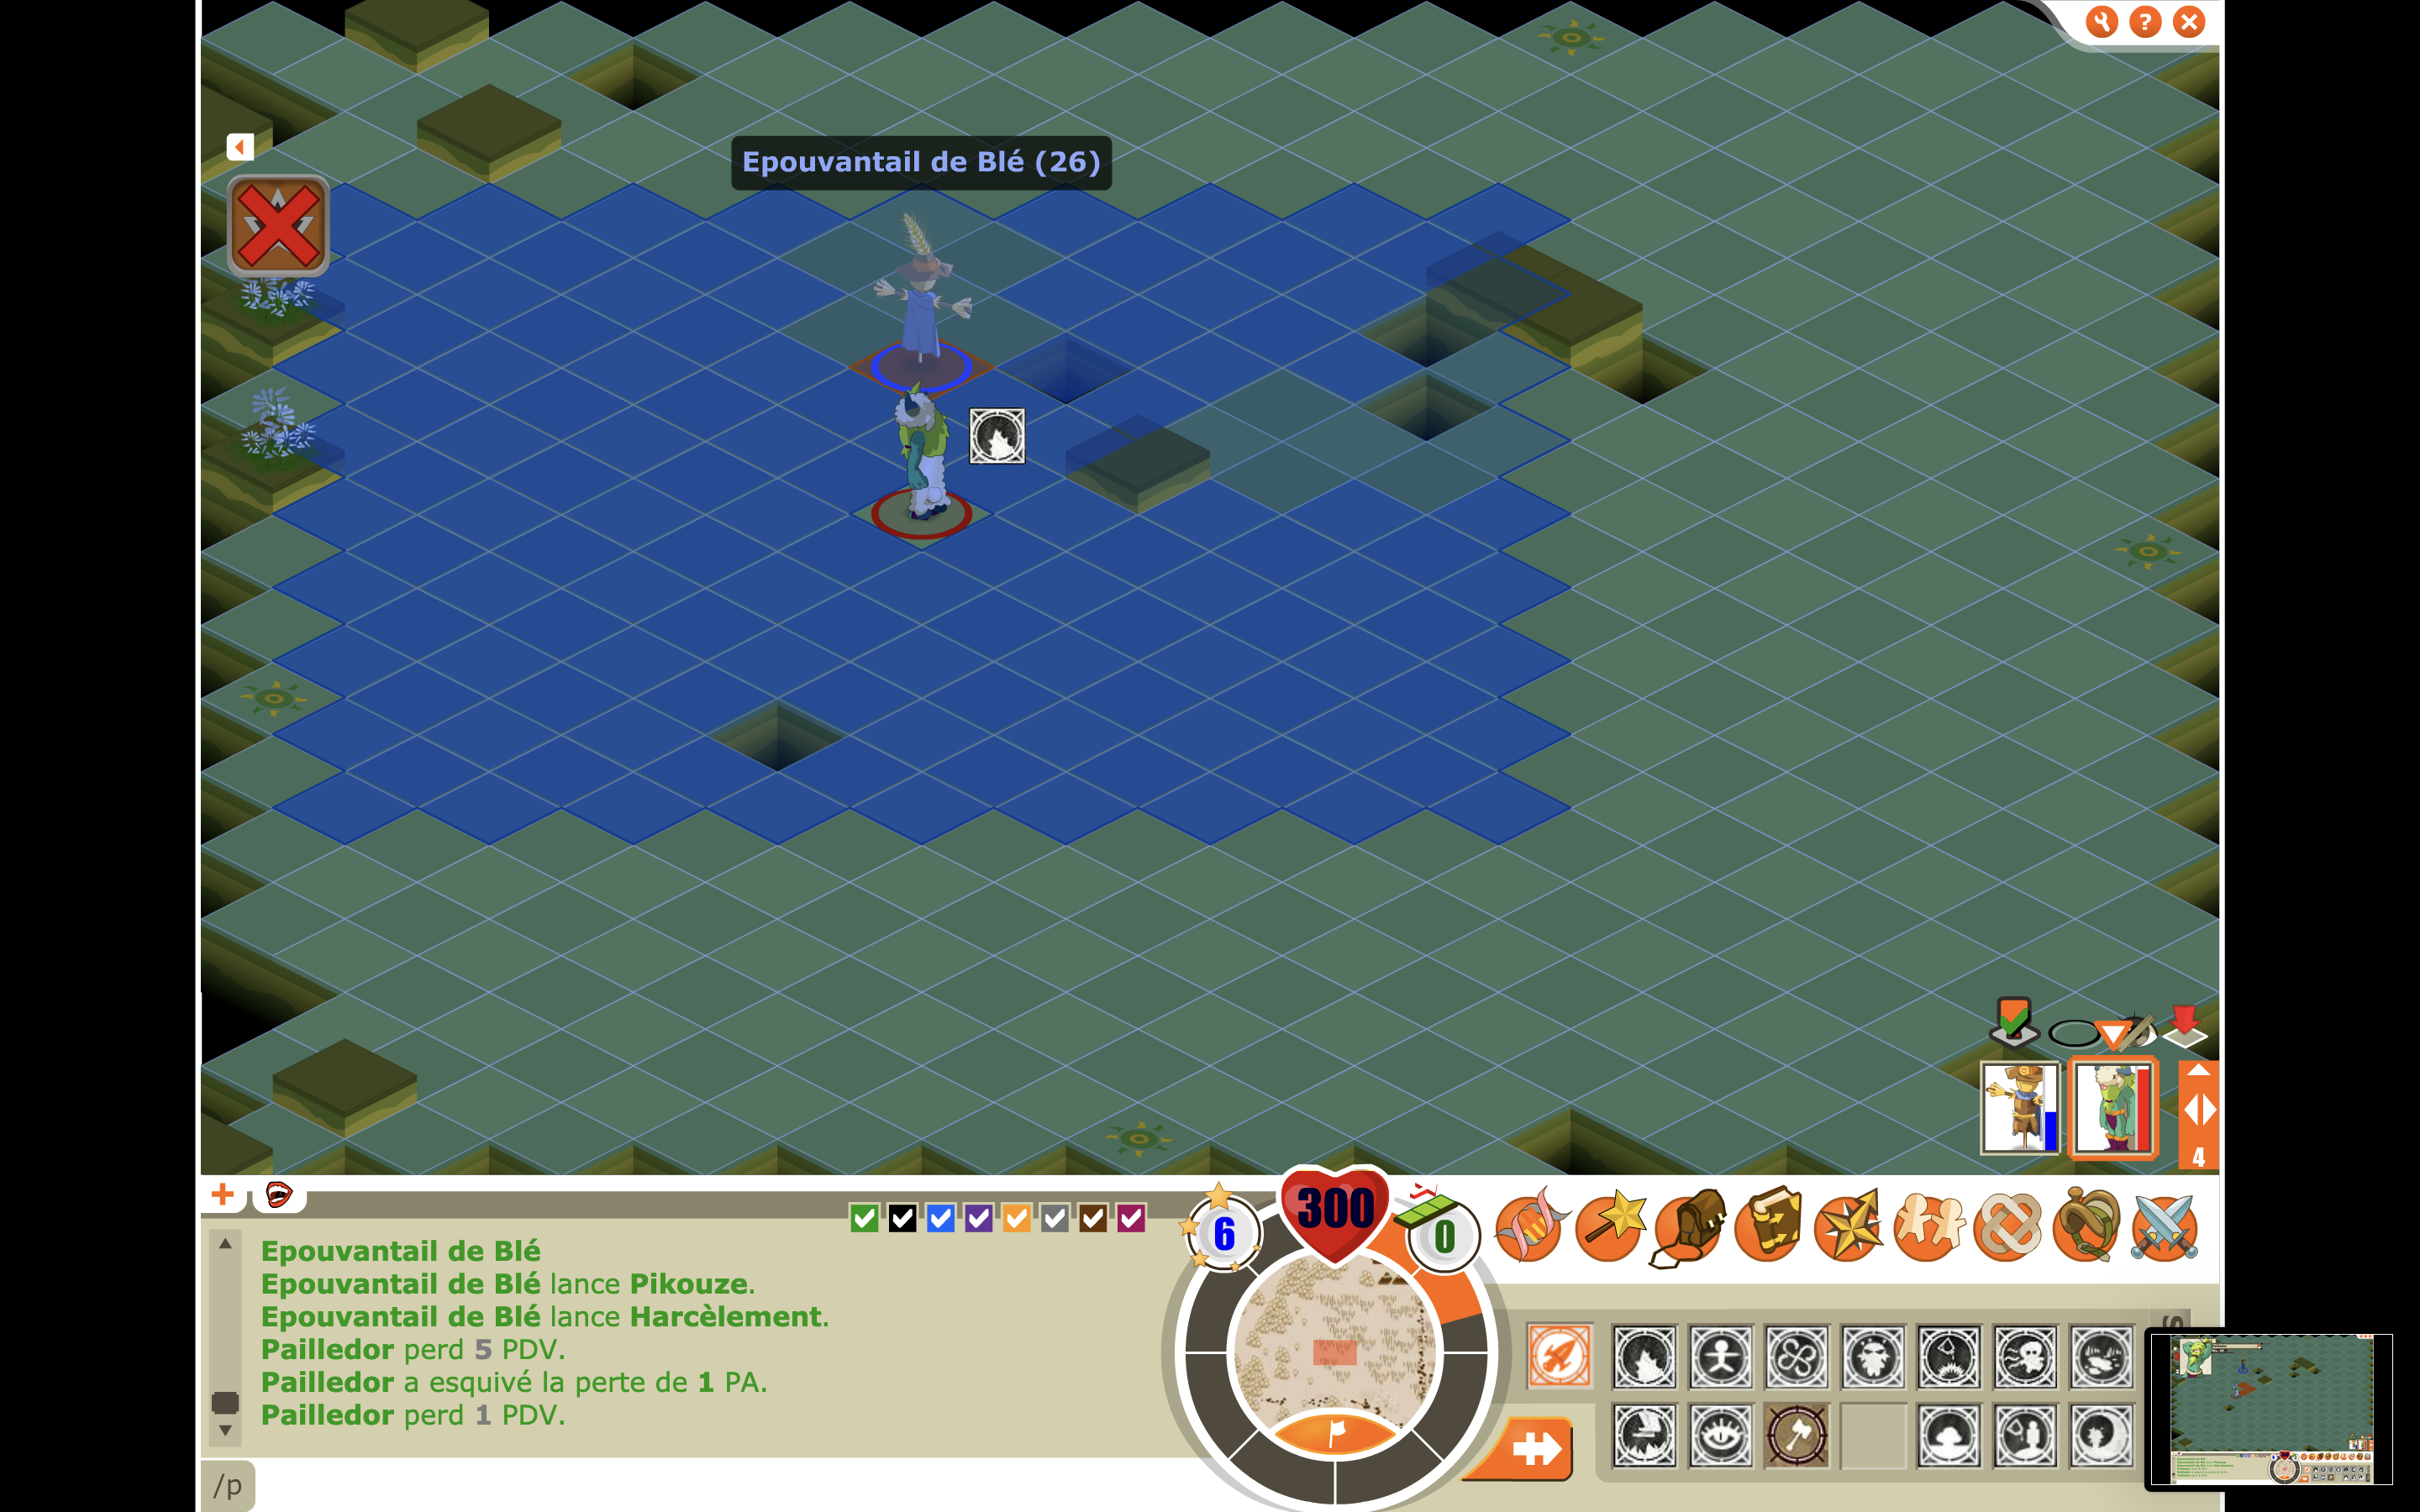 ?
Epouvantail de Blé (26)
4
6
300
0
Epouvantail de Blé
Epouvantail de Blé lance Pikouze.
Epouvantail de Blé lance Harcèlement.
Pailledor perd 5 PDV.
Pailledor a esquivé la perte de 1 PA.
Pailledor perd 1 PDV.
/p